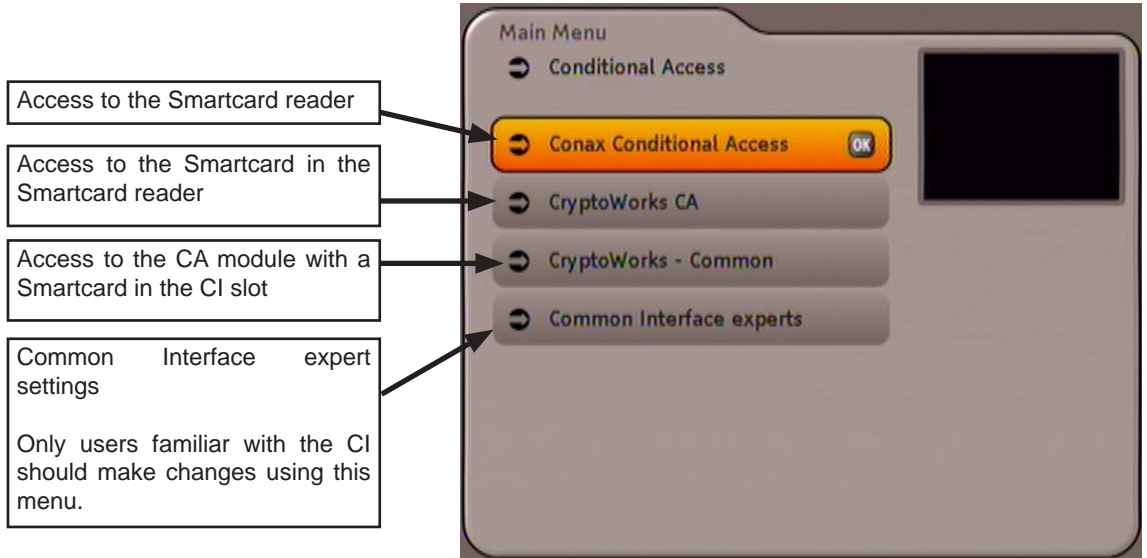 Access to the Smartcard reader
Access to the Smartcard in the
Smartcard reader
Access to the CA module with a
Smartcard in the CI slot
Common Interface expert
settings
Only users familiar with the CI
should make changes using this
menu.
Main Menu
Conditional Access
Conax Conditional Access OK
CryptoWorks CA
CryptoWorks - Common
Common Interface experts